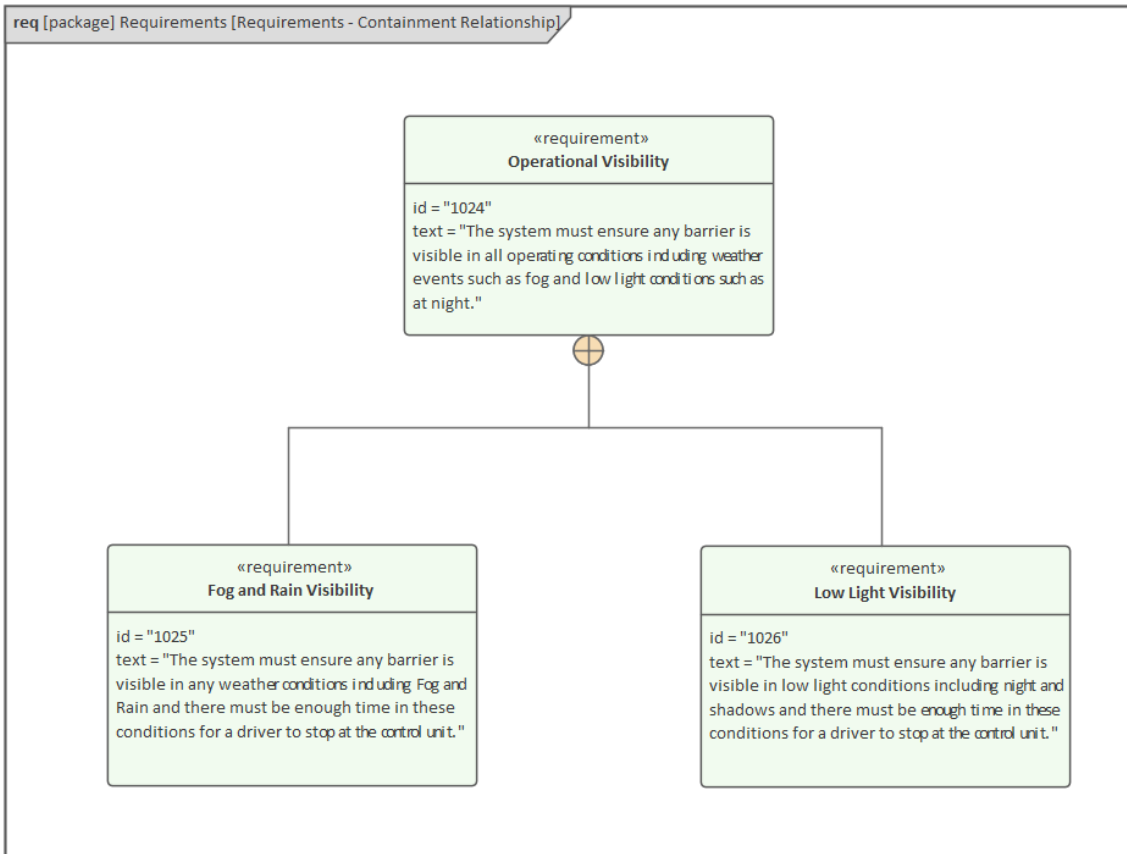 req [package] Requirements [Requirements - Containment Relationship]
«requirement»
Operational Visibility
id = "1024"
text = "The system must ensure any barrier is
visible in all operating conditions including weather
events such as fog and low light conditions such as
at night."
«requirement»
Fog and Rain Visibility
id = "1025"
text = "The system must ensure any barrier is
visible in any weather conditions including Fog and
Rain and there must be enough time in these
conditions for a driver to stop at the control unit."
«requirement»
Low Light Visibility
id = "1026"
text = "The system must ensure any barrier is
visible in low light conditions including night and
shadows and there must be enough time in these
conditions for a driver to stop at the control unit."